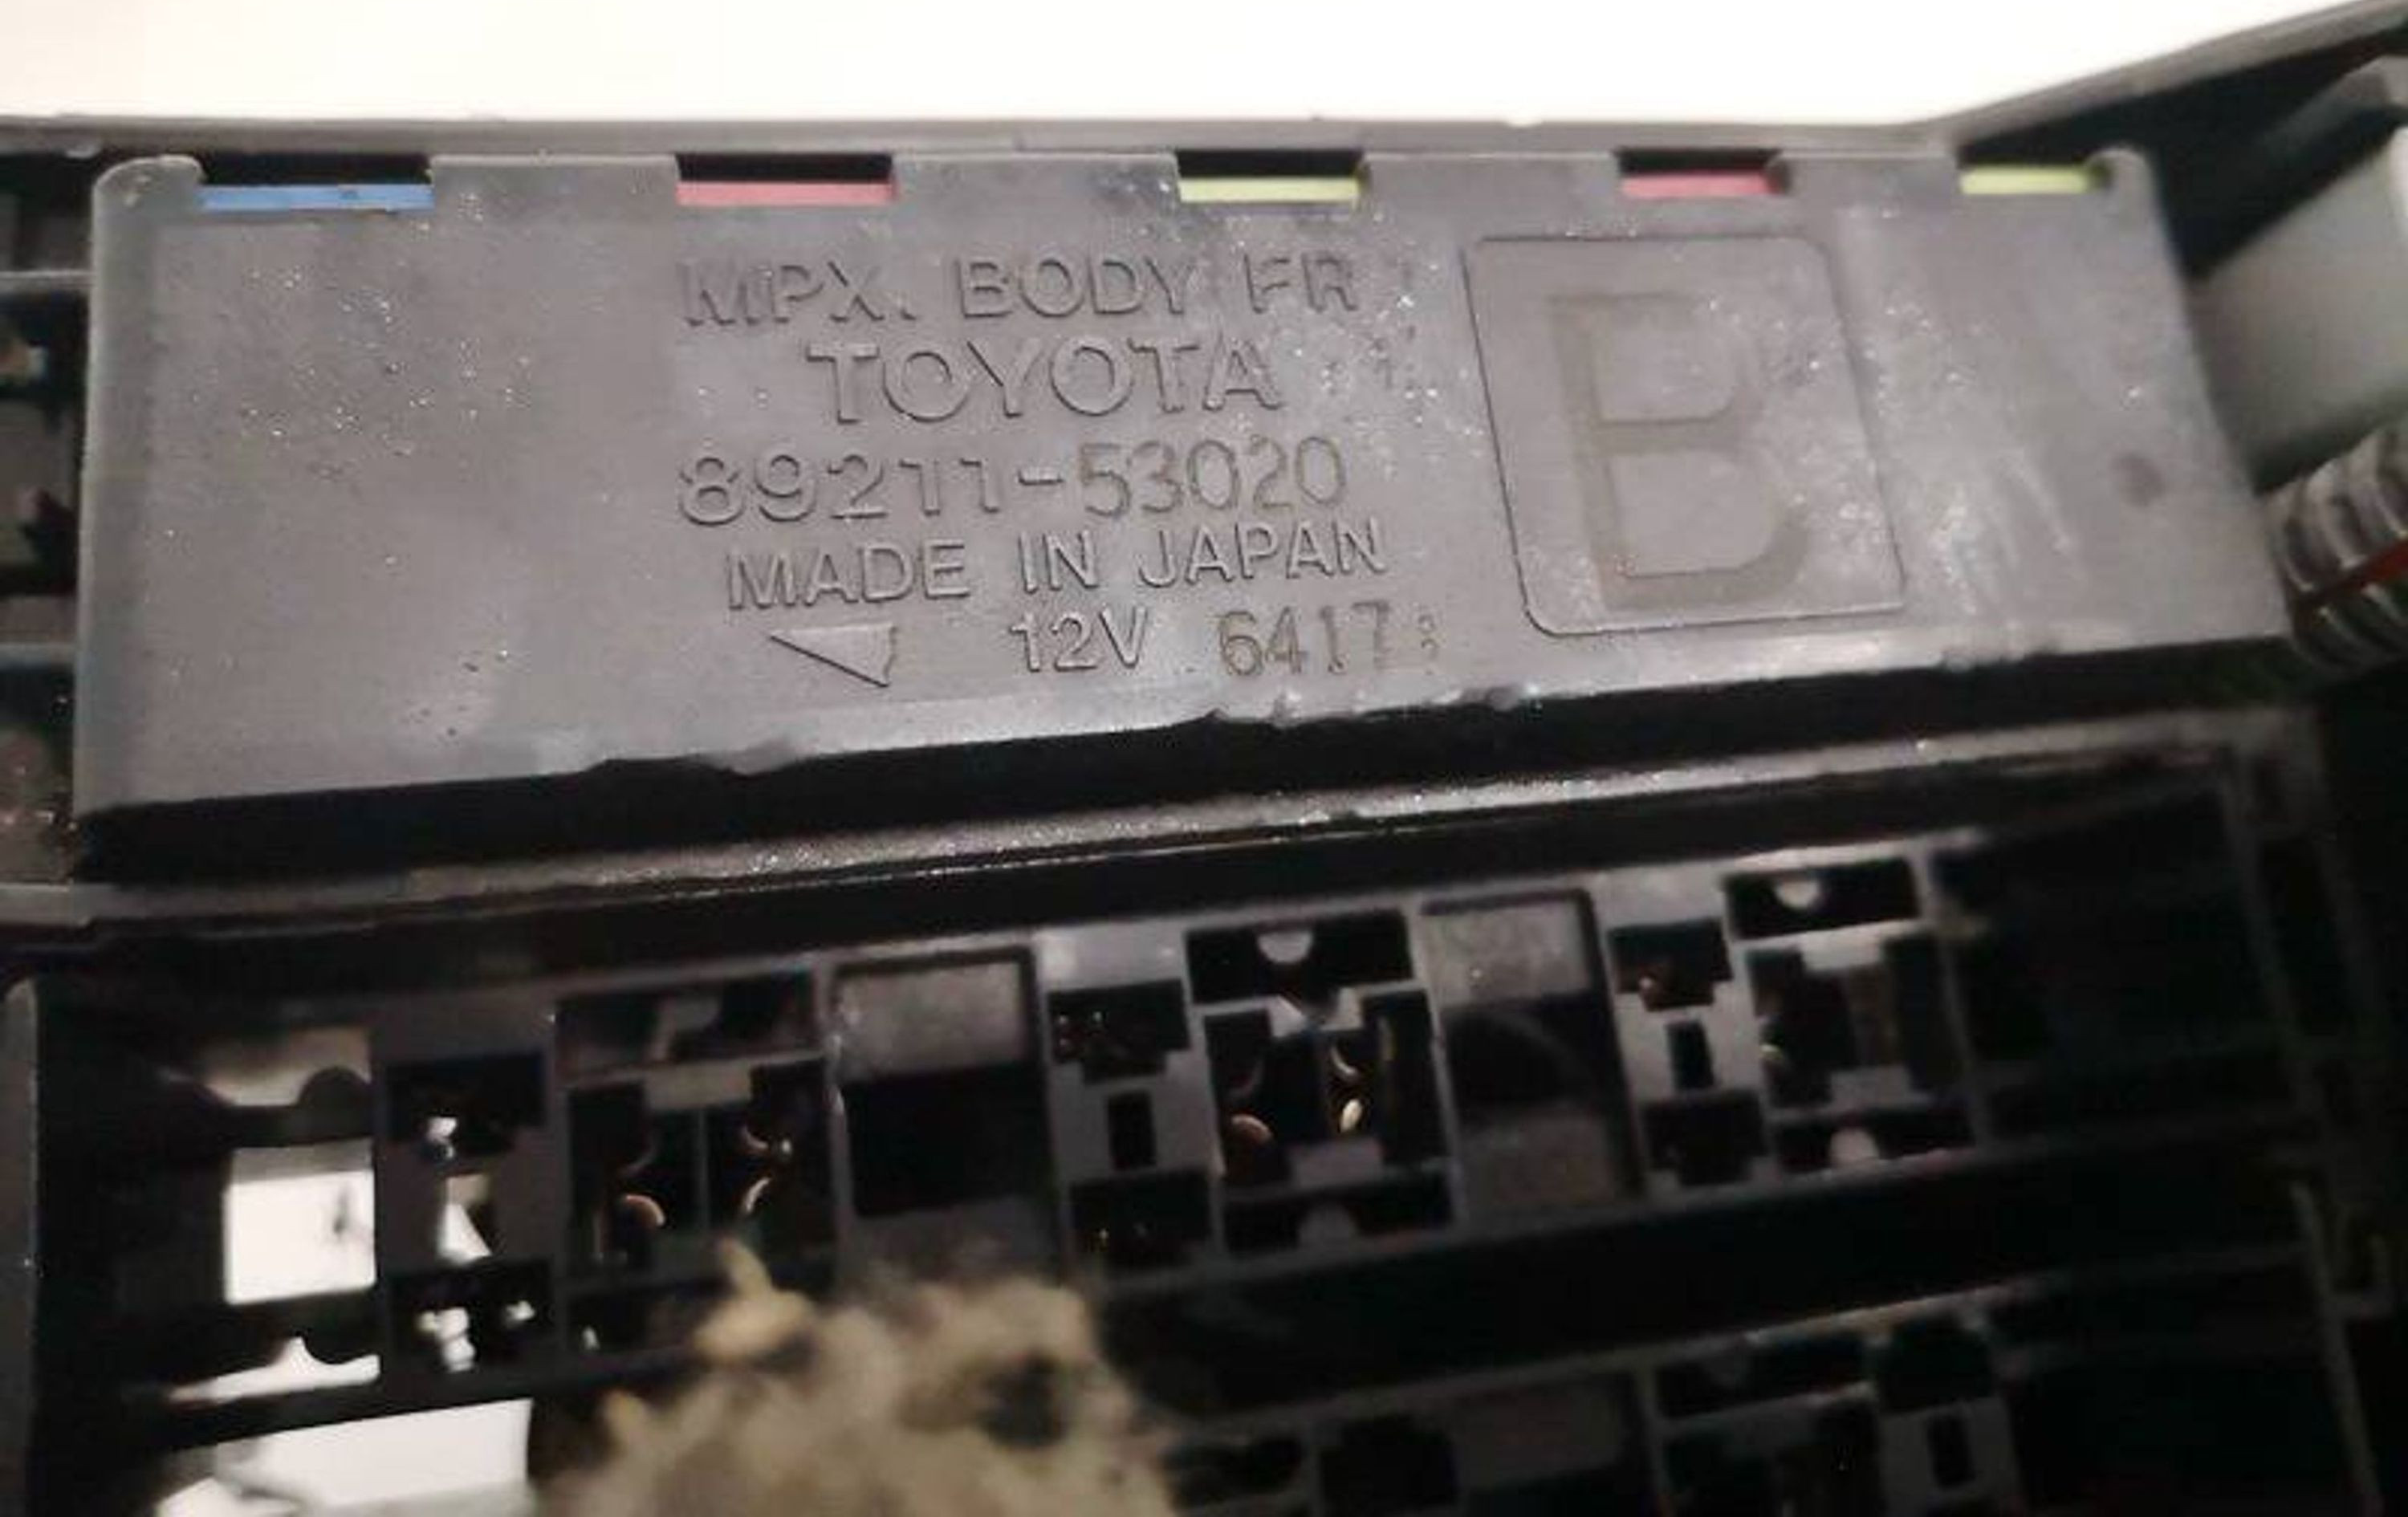 MPX. BODY FR
TOYOTA
89211-53020
MADE IN JAPAN
12V 6417
B